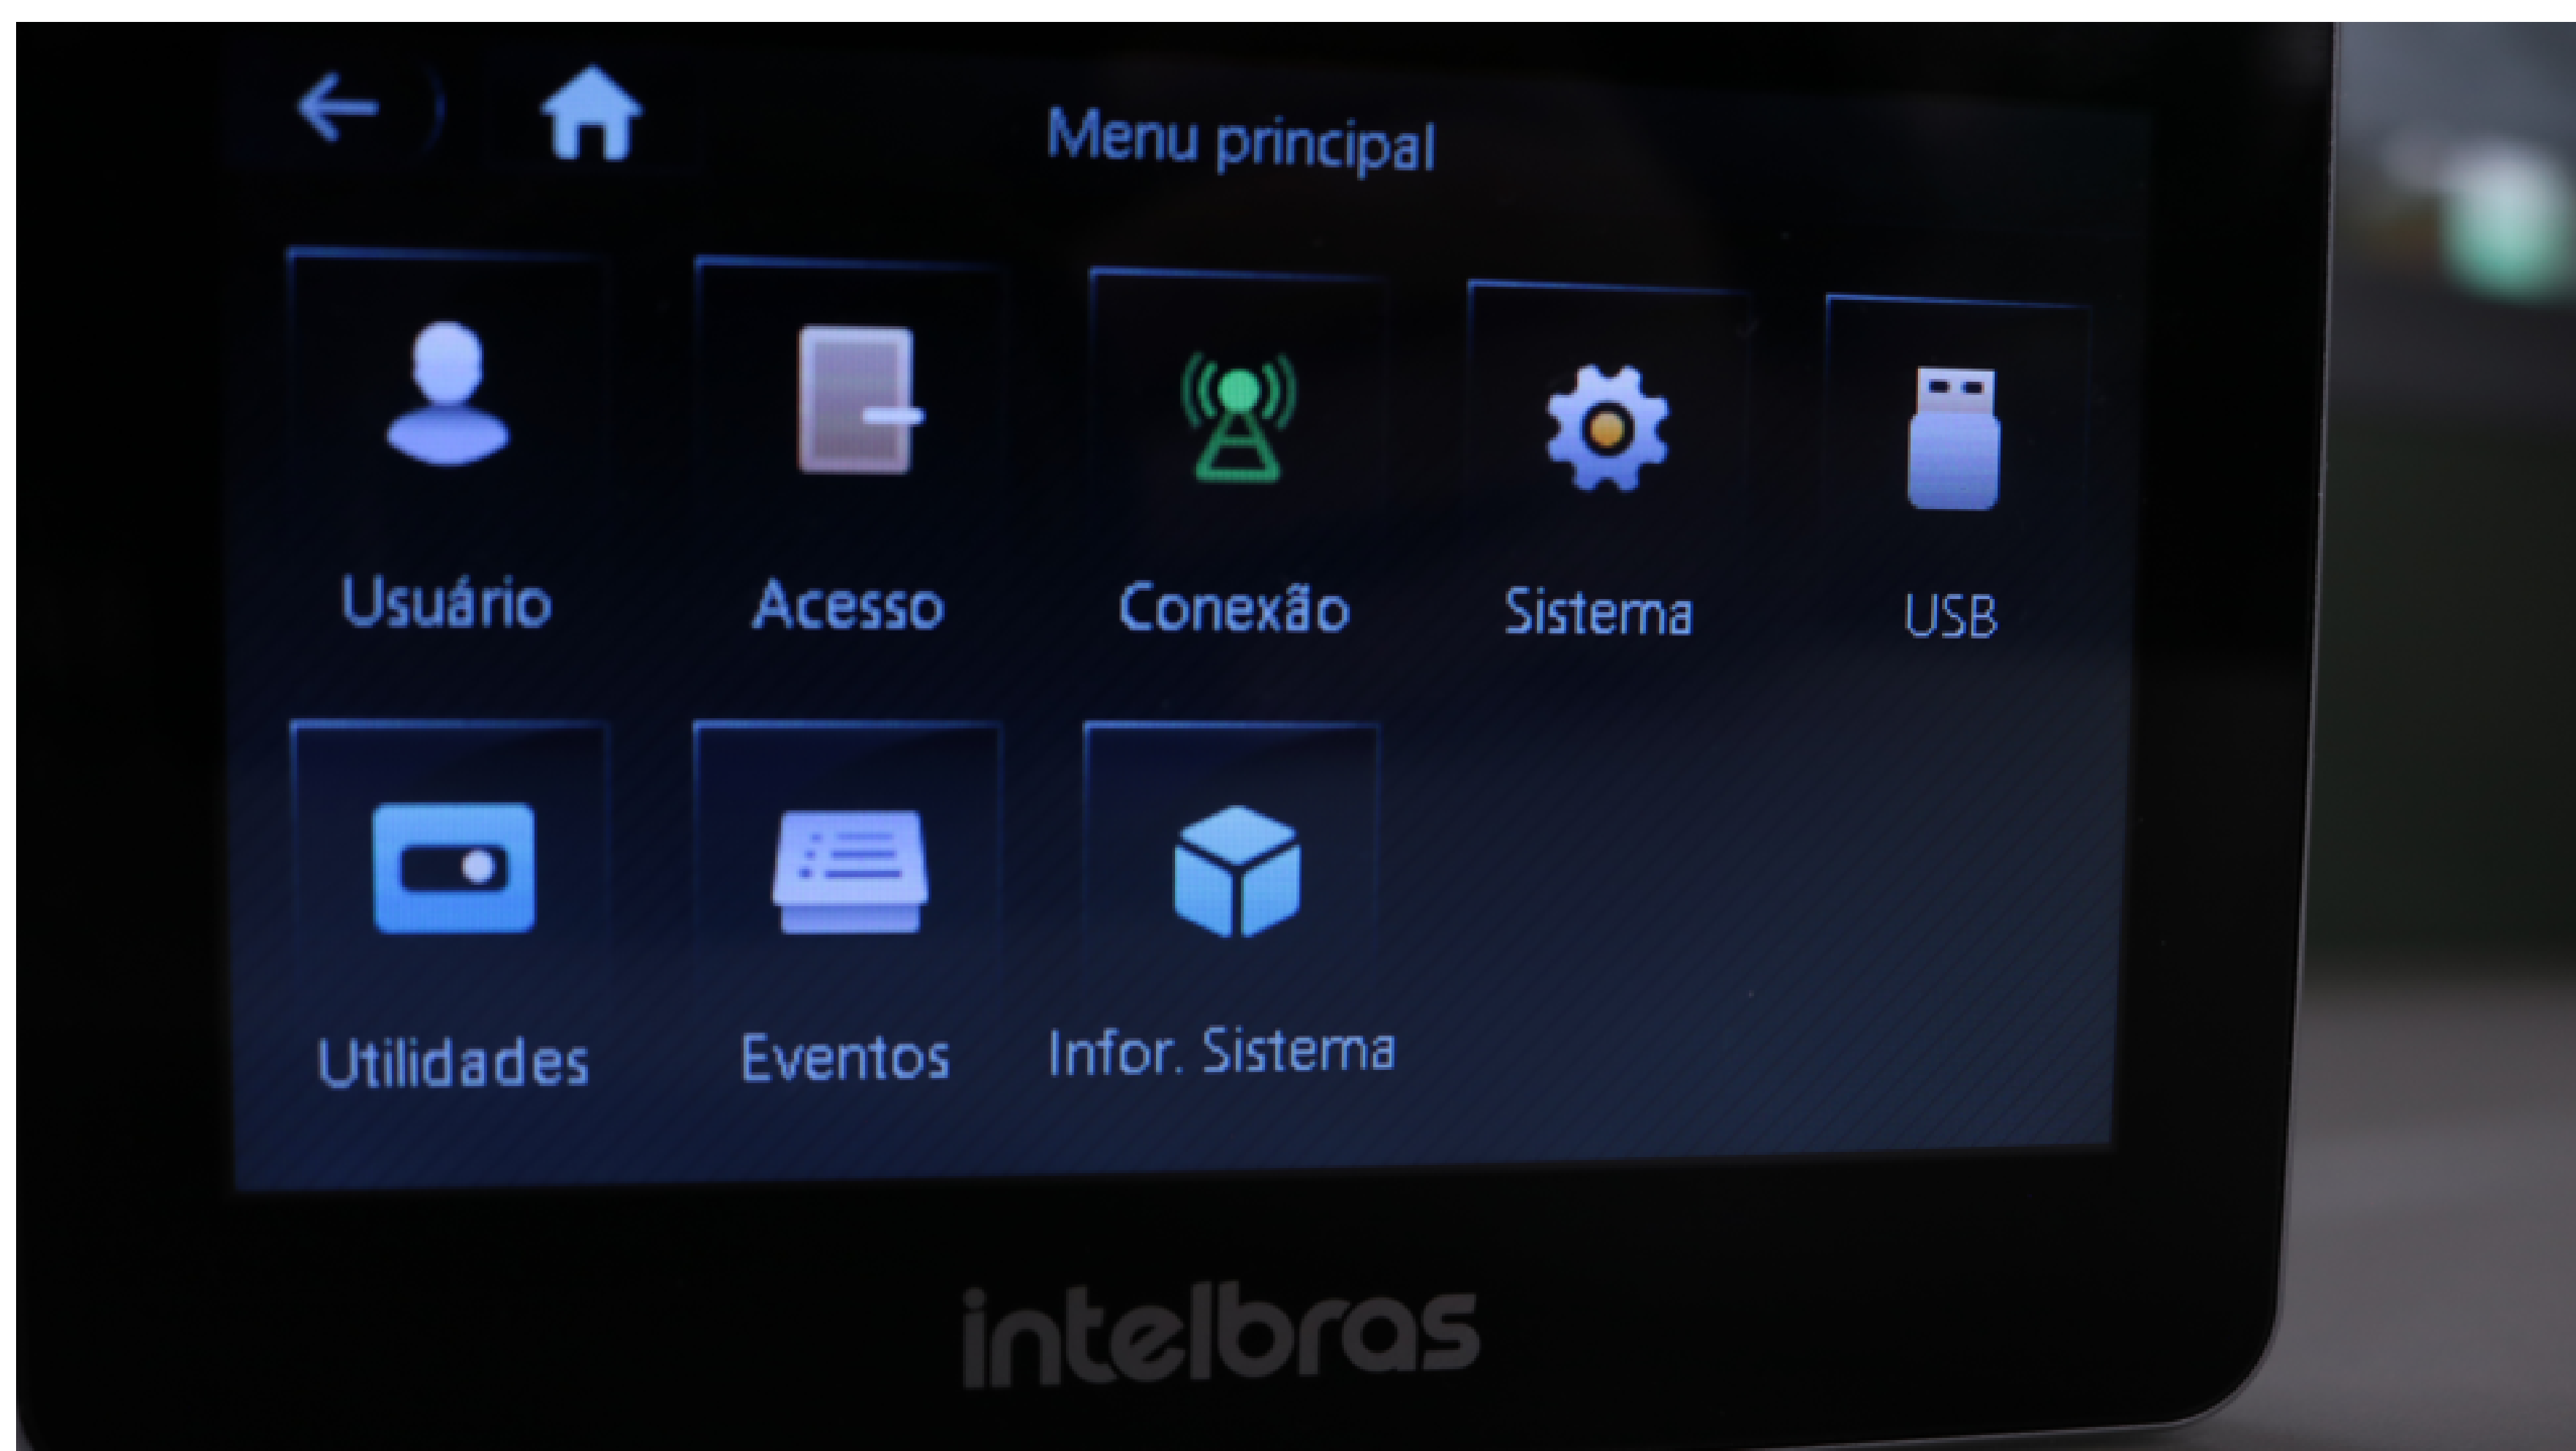 Menu principal
Usuário Acesso Conexão Sistema USB
Utilidades Eventos Infor. Sistema
intelbras